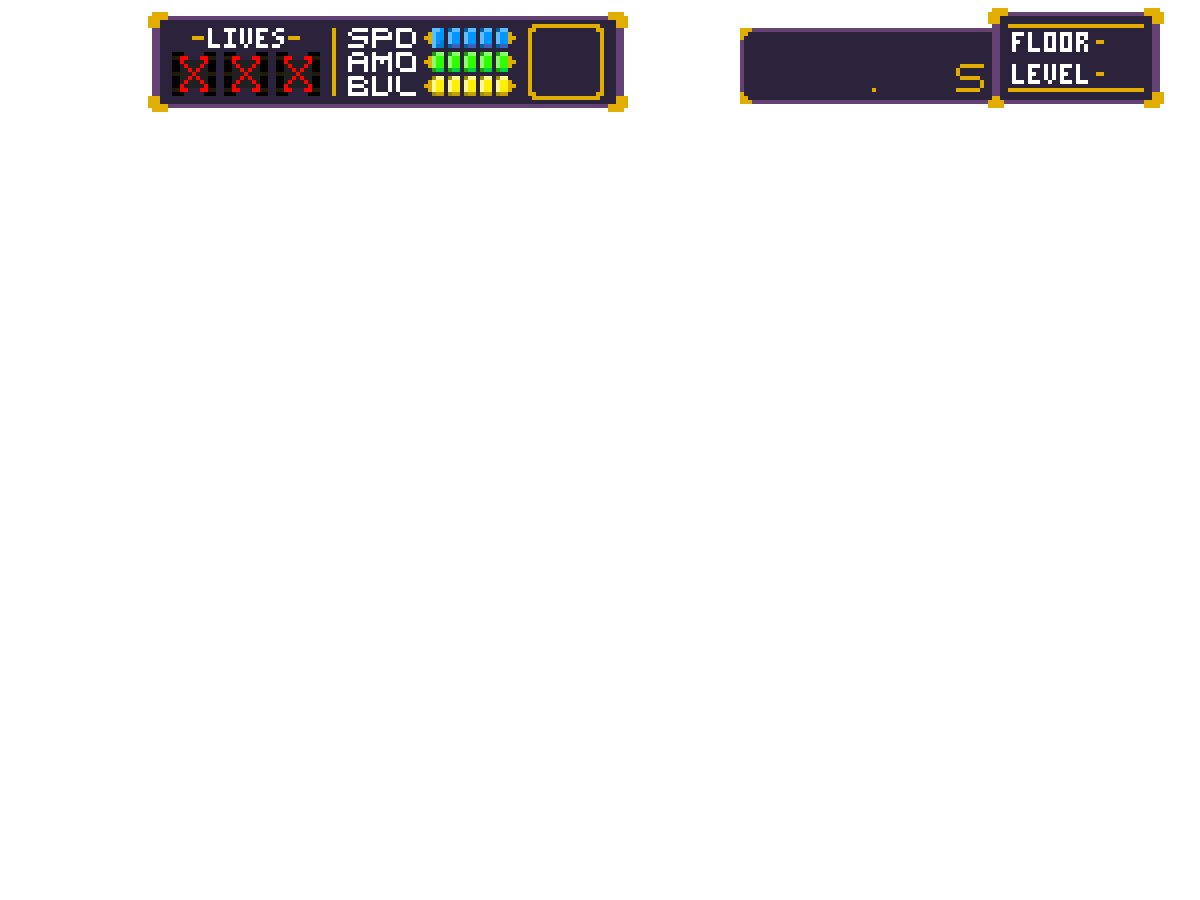 -LIVES-
SPD
AMO
BUL
. S
FLOOR -
LEVEL -